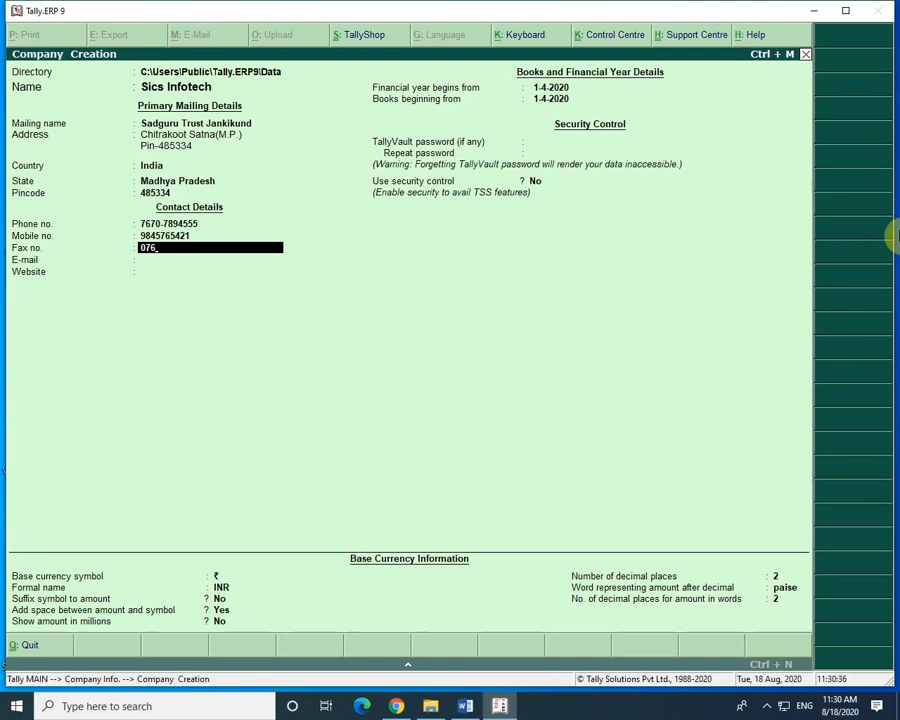 Tally.ERP 9
P: Print
E: Export
M: E-Mail
O: Upload
S: TallyShop
G: Language
K: Keyboard
K: Control Centre
H: Support Centre
H: Help
Company Creation
Ctrl + M
Directory : C:\Users\Public\Tally.ERP9\Data
Name : Sics Infotech
Primary Mailing Details
Mailing name : Sadguru Trust Jankikund
Address : Chitrakoot Satna(M.P.)
Pin-485334
Country : India
State : Madhya Pradesh
Pincode : 485334
Contact Details
Phone no. : 7670-7894555
Mobile no. : 9845765421
Fax no. : 076_
E-mail :
Website :
Books and Financial Year Details
Financial year begins from : 1-4-2020
Books beginning from : 1-4-2020
Security Control
TallyVault password (if any) :
Repeat password :
(Warning: Forgetting TallyVault password will render your data inaccessible.)
Use security control ? No
(Enable security to avail TSS features)
Base Currency Information
Base currency symbol : ₹
Formal name : INR
Suffix symbol to amount ? No
Add space between amount and symbol ? Yes
Show amount in millions ? No
Number of decimal places : 2
Word representing amount after decimal : paise
No. of decimal places for amount in words : 2
Q: Quit
Ctrl + N
Tally MAIN --> Company Info. --> Company Creation
© Tally Solutions Pvt Ltd., 1988-2020
Tue, 18 Aug, 2020
11:30:36
Type here to search
ENG
11:30 AM
8/18/2020